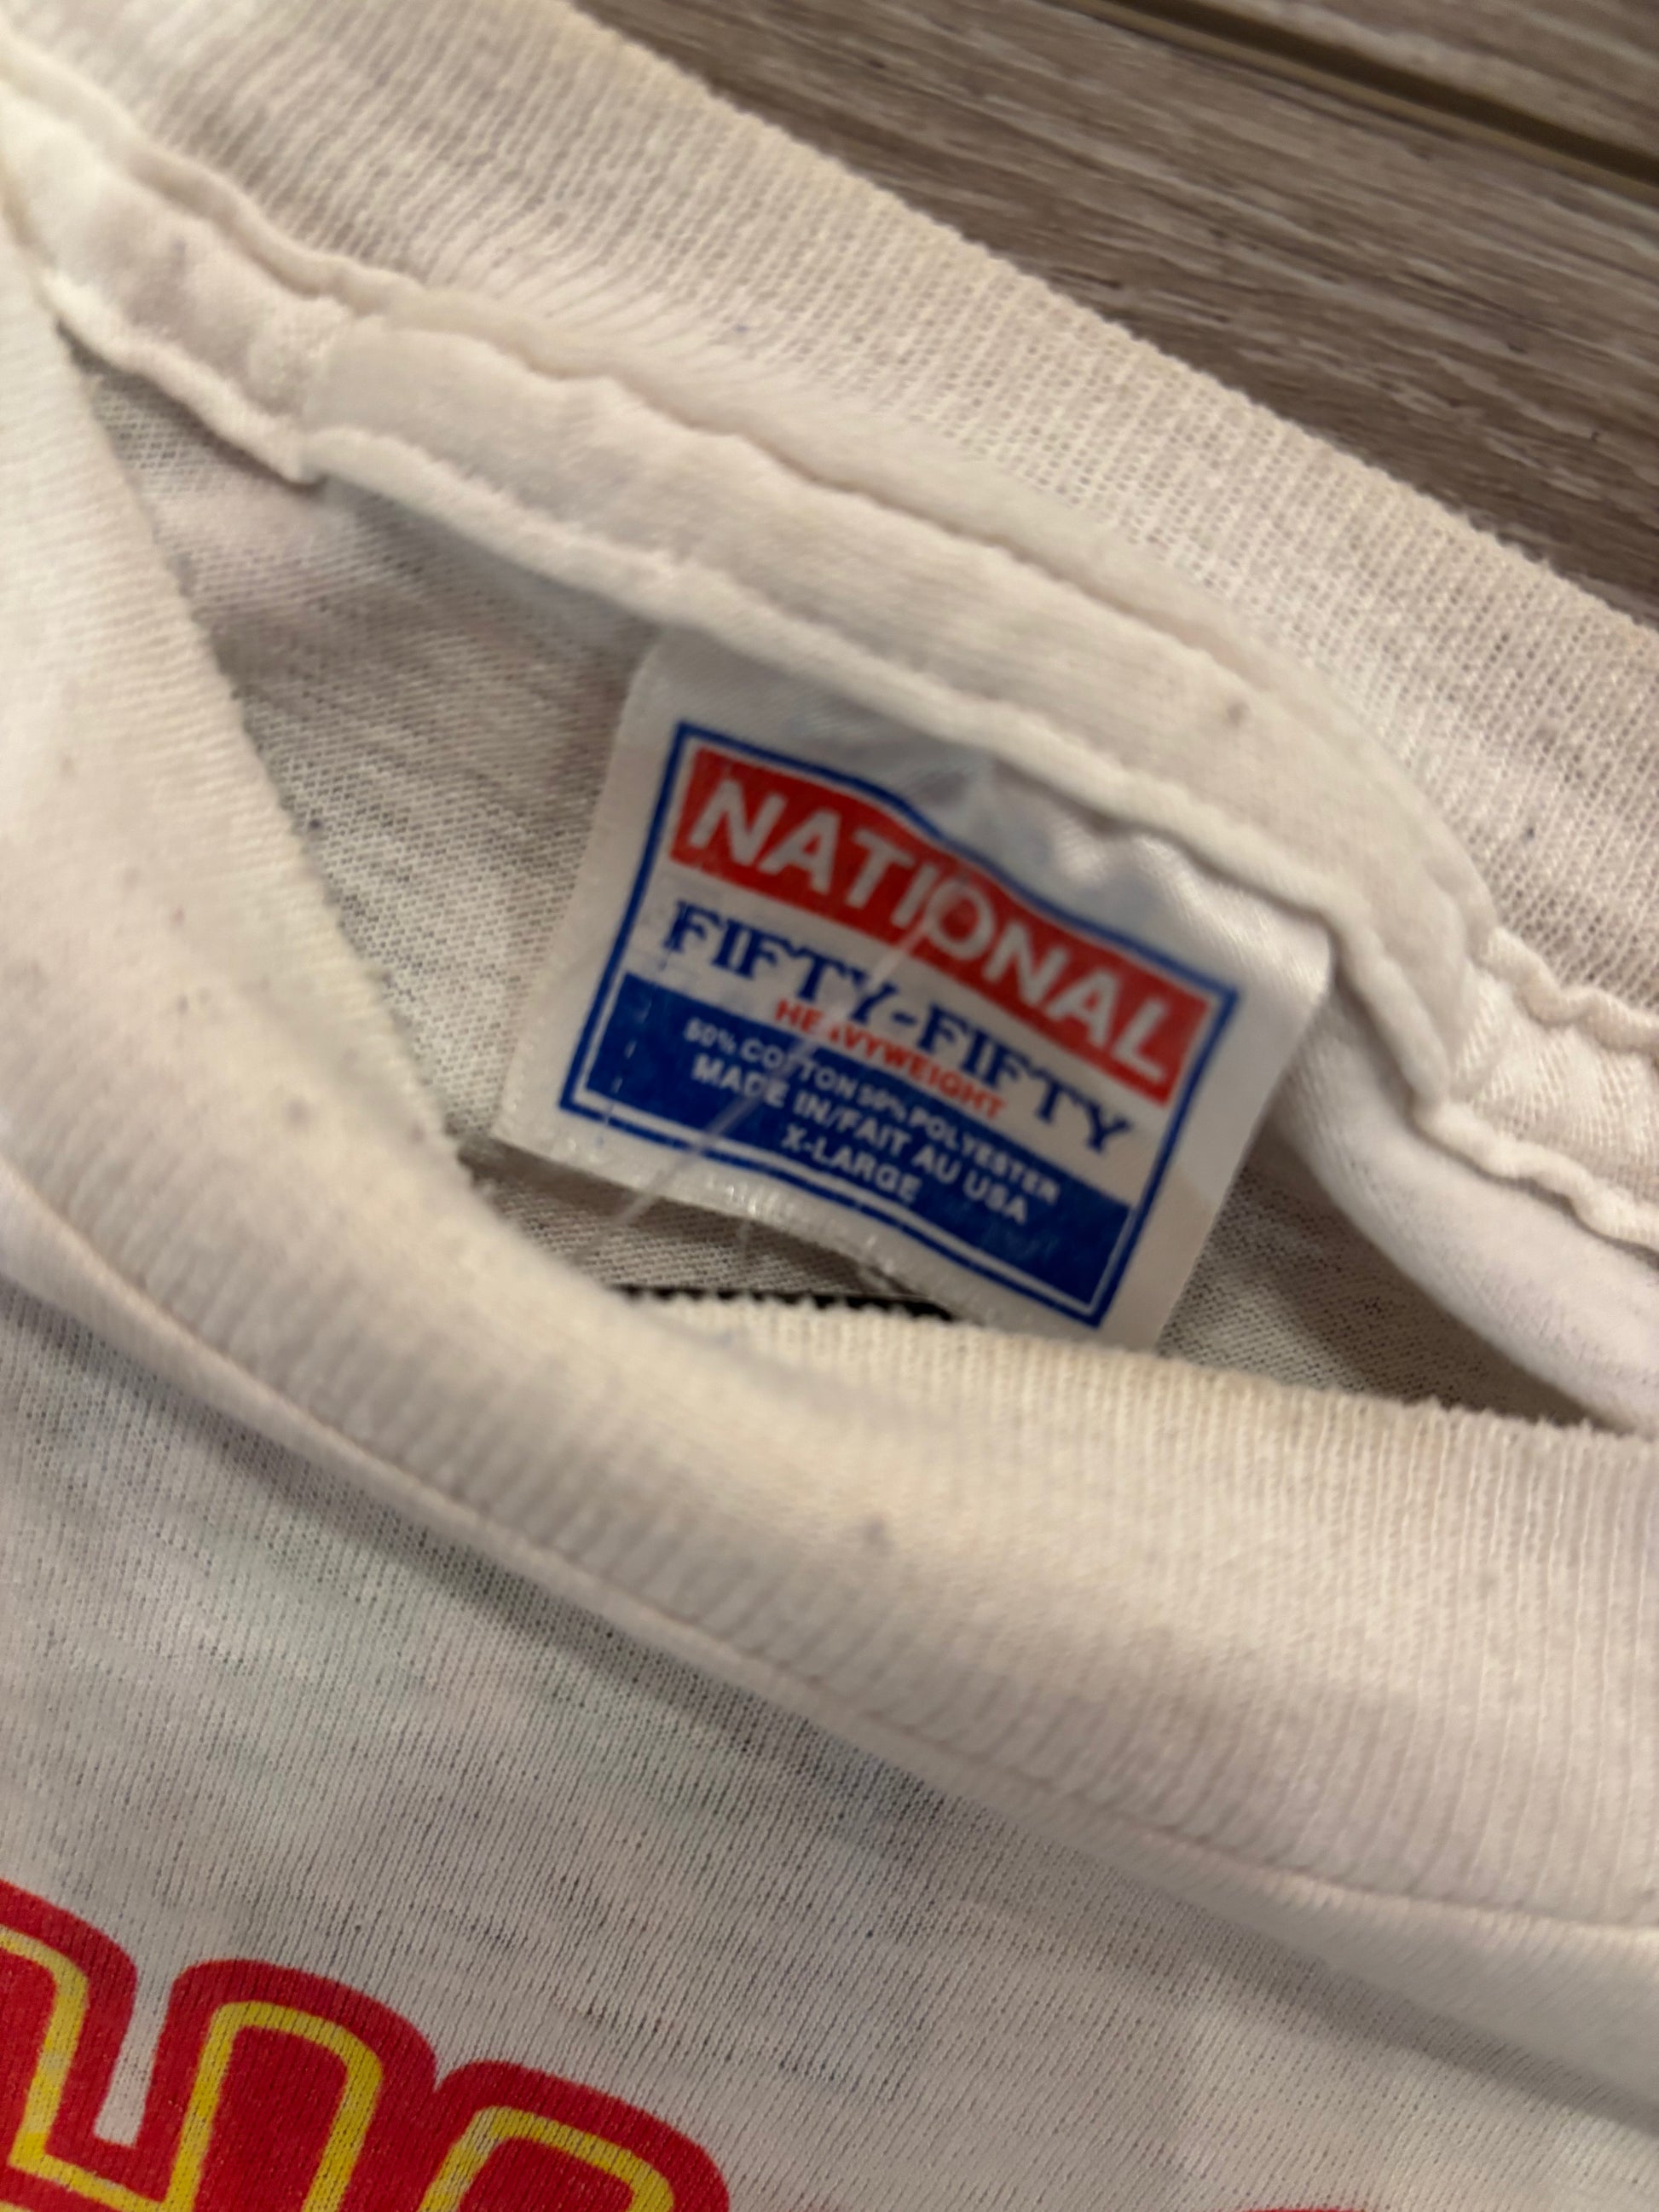 NATIONAL
FIFTY-FIFTY
HEAVYWEIGHT
50% COTTON 50% POLYESTER
MADE IN/FAIT AU USA
X-LARGE